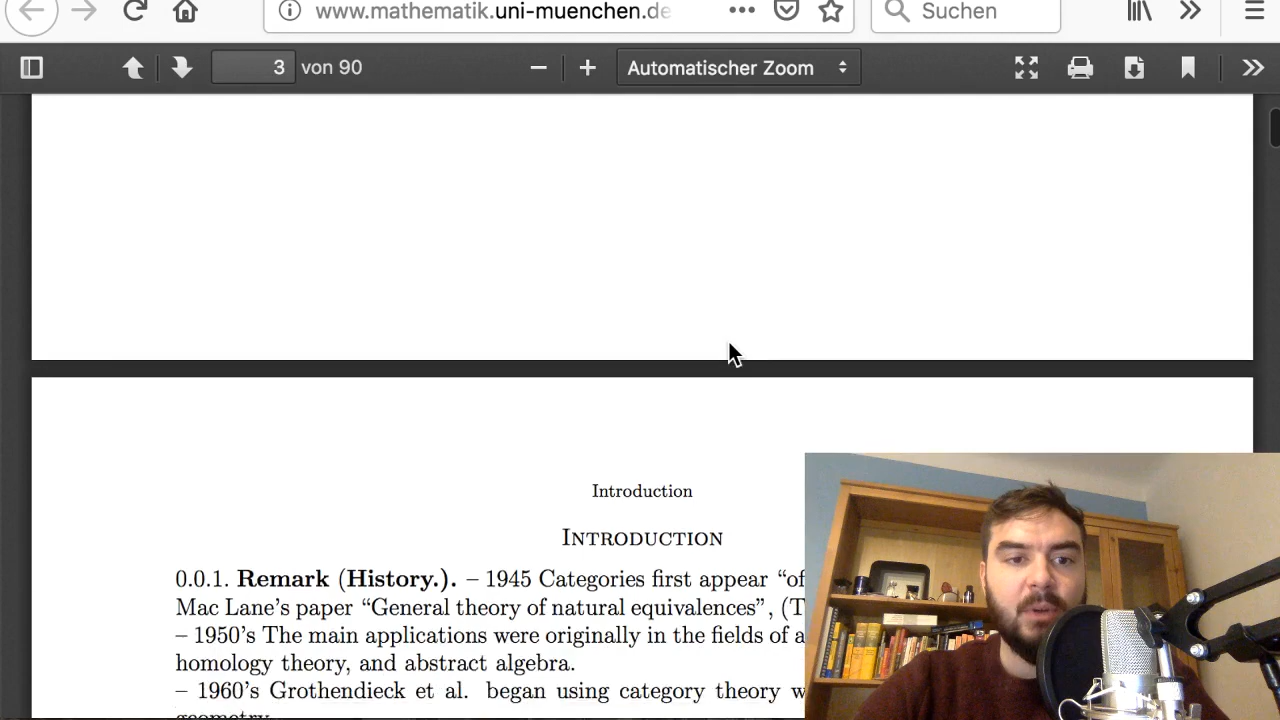 www.mathematik.uni-muenchen.de
Suchen
3 von 90
Automatischer Zoom
Introduction
INTRODUCTION
0.0.1. Remark (History.). – 1945 Categories first appear “of
Mac Lane's paper “General theory of natural equivalences”, (T
– 1950's The main applications were originally in the fields of a
homology theory, and abstract algebra.
– 1960's Grothendieck et al. began using category theory w
geometry